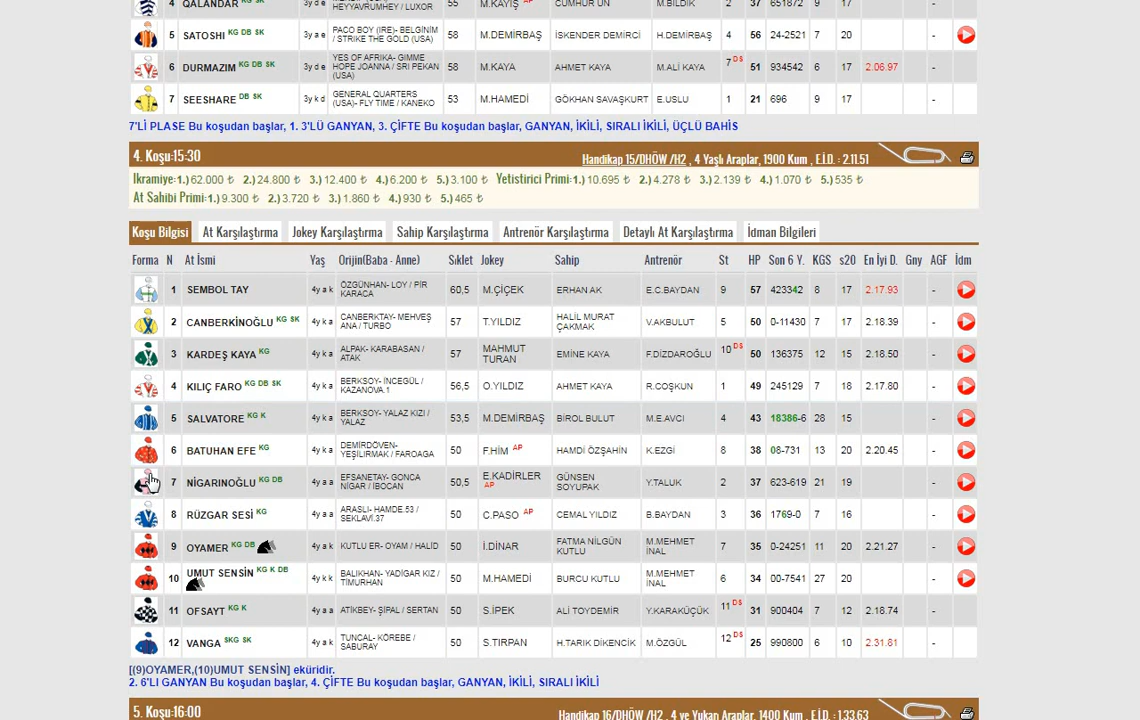 4 QALANDAR KG SK 3y d e HEYYAVRUMHEY / LUXOR 55 M.KAYIŞ AP CUMHUR ÜN M.BİLDİK 2 37 651872 9 17 -
5 SATOSHI KG DB SK 3y a e PACO BOY (IRE)- BELGİNİM / STRIKE THE GOLD (USA) 58 M.DEMİRBAŞ İSKENDER DEMİRCİ H.DEMİRBAŞ 4 56 24-2521 7 20 -
6 DURMAZIM KG DB SK 3y d e YES OF AFRIKA- GIMME HOPE JOANNA / SRI PEKAN (USA) 58 M.KAYA AHMET KAYA M.ALİ KAYA 7 DS 51 934542 6 17 2.06.97 -
7 SEESHARE DB SK 3y k d GENERAL QUARTERS (USA)- FLY TIME / KANEKO 53 M.HAMEDİ GÖKHAN SAVAŞKURT E.USLU 1 21 696 9 17 -
7'Lİ PLASE Bu koşudan başlar, 1. 3'LÜ GANYAN, 3. ÇİFTE Bu koşudan başlar, GANYAN, İKİLİ, SIRALI İKİLİ, ÜÇLÜ BAHİS
4. Koşu:15:30 Handikap 15/DHÖW /H2 , 4 Yaşlı Araplar, 1900 Kum , E.İ.D. : 2.11.51
Ikramiye:1.) 62.000 ₺ 2.) 24.800 ₺ 3.) 12.400 ₺ 4.) 6.200 ₺ 5.) 3.100 ₺ Yetistirici Primi:1.) 10.695 ₺ 2.) 4.278 ₺ 3.) 2.139 ₺ 4.) 1.070 ₺ 5.) 535 ₺
At Sahibi Primi:1.) 9.300 ₺ 2.) 3.720 ₺ 3.) 1.860 ₺ 4.) 930 ₺ 5.) 465 ₺
Koşu Bilgisi At Karşılaştırma Jokey Karşılaştırma Sahip Karşılaştırma Antrenör Karşılaştırma Detaylı At Karşılaştırma İdman Bilgileri
Forma N At İsmi Yaş Orijin(Baba - Anne) Sıklet Jokey Sahip Antrenör St HP Son 6 Y. KGS s20 En İyi D. Gny AGF İdm
1 SEMBOL TAY 4y a k ÖZGÜNHAN- LOY / PİR KARACA 60,5 M.ÇİÇEK ERHAN AK E.C.BAYDAN 9 57 423342 8 17 2.17.93 -
2 CANBERKİNOĞLU KG SK 4y k a CANBERKTAY- MEHVEŞ ANA / TURBO 57 T.YILDIZ HALİL MURAT ÇAKMAK V.AKBULUT 5 50 0-11430 7 17 2.18.39 -
3 KARDEŞ KAYA KG 4y k a ALPAK- KARABASAN / ATAK 57 MAHMUT TURAN EMİNE KAYA F.DİZDAROĞLU 10 DS 50 136375 12 15 2.18.50 -
4 KILIÇ FARO KG DB SK 4y k a BERKSOY- İNCEGÜL / KAZANOVA.1 56,5 O.YILDIZ AHMET KAYA R.COŞKUN 1 49 245129 7 18 2.17.80 -
5 SALVATORE KG K 4y k a BERKSOY- YALAZ KIZI / YALAZ 53,5 M.DEMİRBAŞ BİROL BULUT M.E.AVCI 4 43 18386-6 28 15 -
6 BATUHAN EFE KG 4y k a DEMİRDÖVEN- YEŞİLIRMAK / FAROAGA 50 F.HİM AP HAMDİ ÖZŞAHİN K.EZGİ 8 38 08-731 13 20 2.20.45 -
7 NİGARINOĞLU KG DB 4y a a EFSANETAY- GONCA NİGAR / İBOCAN 50,5 E.KADİRLER AP GÜNSEN SOYUPAK Y.TALUK 2 37 623-619 21 19 -
8 RÜZGAR SESİ KG 4y a a ARASLI- HAMDE.53 / SEKLAVİ.37 50 C.PASO AP CEMAL YILDIZ B.BAYDAN 3 36 1769-0 7 16 -
9 OYAMER KG DB 4y a k KUTLU ER- OYAM / HALID 50 İ.DİNAR FATMA NİLGÜN KUTLU M.MEHMET İNAL 7 35 0-24251 11 20 2.21.27 -
10 UMUT SENSİN KG K DB 4y k k BALIKHAN- YADİGAR KIZ / TİMURHAN 50 M.HAMEDİ BURCU KUTLU M.MEHMET İNAL 6 34 00-7541 27 20 -
11 OFSAYT KG K 4y a a ATİKBEY- ŞİPAL / SERTAN 50 S.İPEK ALİ TOYDEMİR Y.KARAKÜÇÜK 11 DS 31 900404 7 12 2.18.74 -
12 VANGA SKG SK 4y a k TUNCAL- KÖREBE / SABURAY 50 S.TIRPAN H.TARIK DİKENCİK M.ÖZGÜL 12 DS 25 990800 6 10 2.31.81 -
[(9)OYAMER,(10)UMUT SENSİN] eküridir.
2. 6'LI GANYAN Bu koşudan başlar, 4. ÇİFTE Bu koşudan başlar, GANYAN, İKİLİ, SIRALI İKİLİ
5. Koşu:16:00 Handikap 16/DHÖW /H2 , 4 ve Yukarı Araplar, 1400 Kum , E.İ.D. : 1.33.63